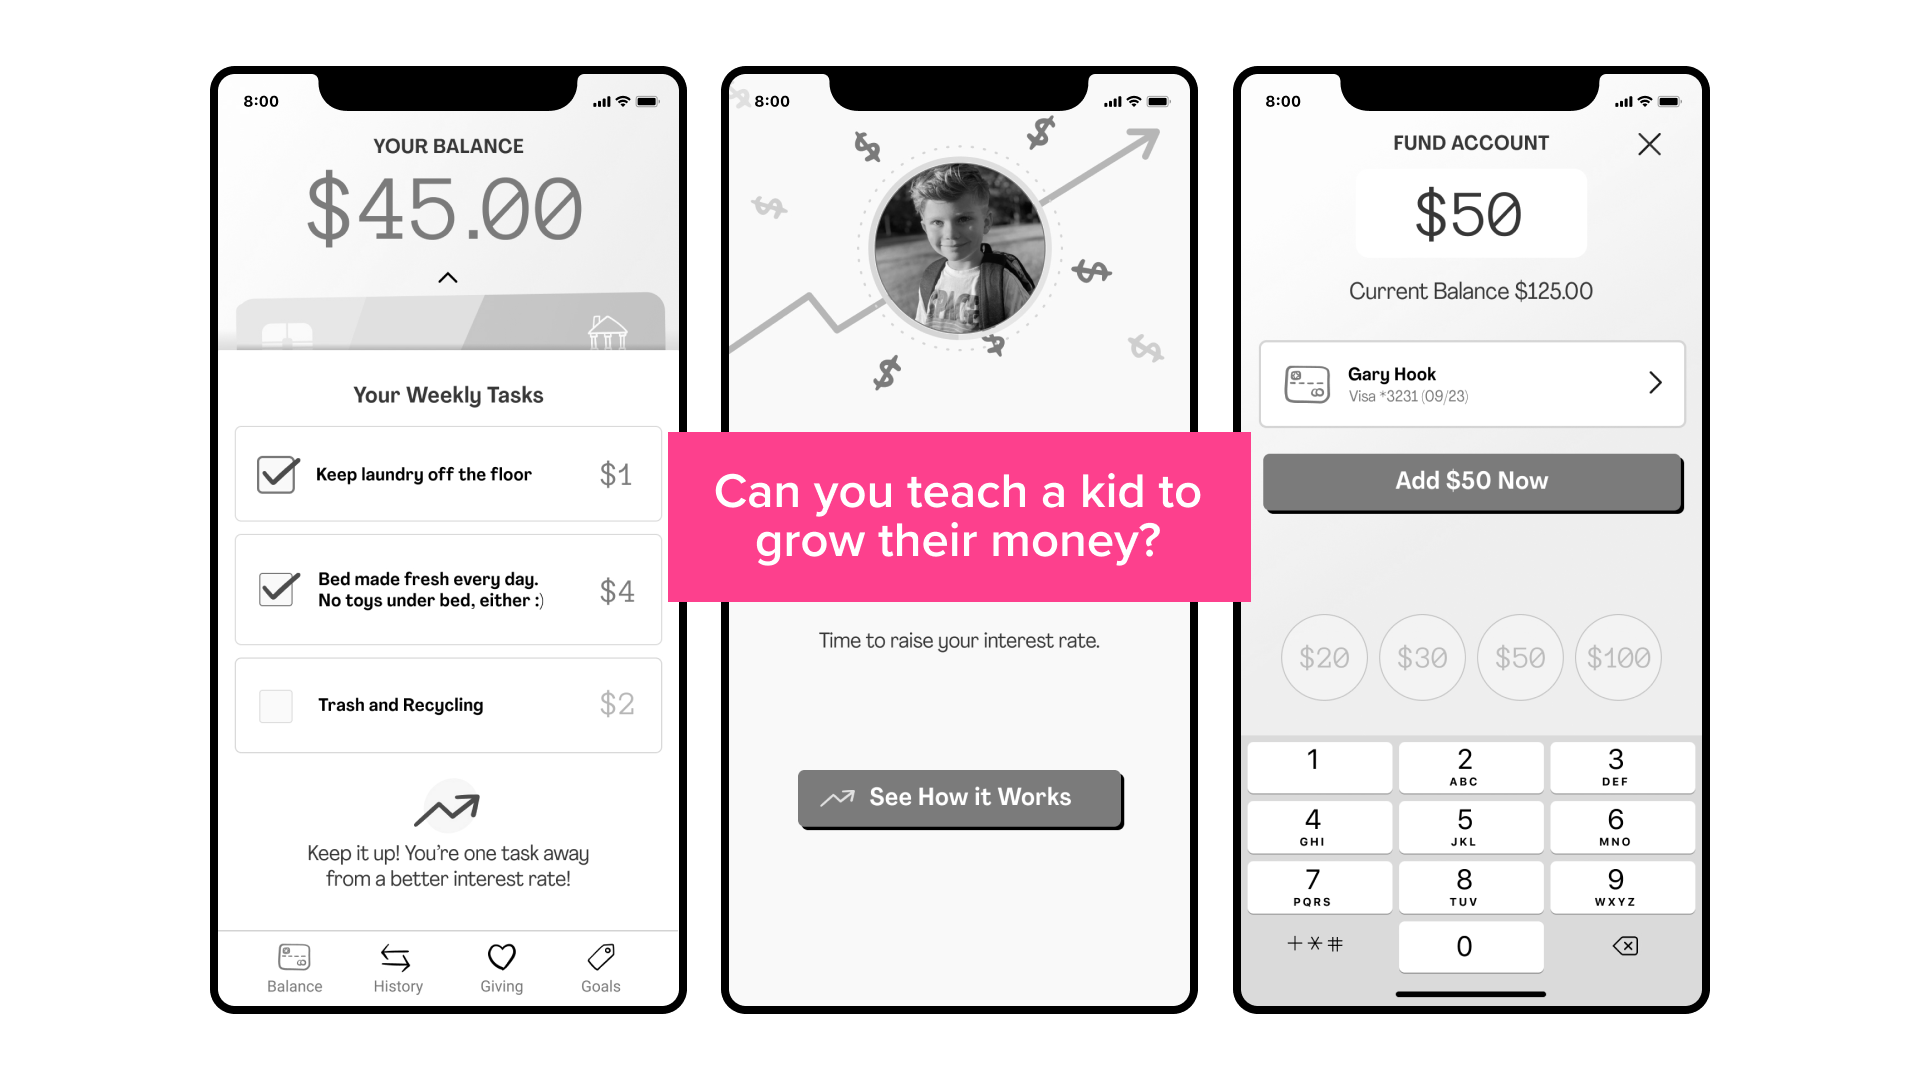 8:00
YOUR BALANCE
$45.00
Your Weekly Tasks
Keep laundry off the floor
$1
Bed made fresh every day.
No toys under bed, either :)
$4
Trash and Recycling
$2
Keep it up! You're one task away
from a better interest rate!
Balance
History
Giving
Goals
8:00
$
$
$
$
$
$
$
$
PEACE
Can you teach a kid to
grow their money?
Time to raise your interest rate.
See How it Works
8:00
FUND ACCOUNT
$50
Current Balance $125.00
Gary Hook
Visa *3231 (09/23)
Add $50 Now
$20 $30 $50 $100
1 2 3
ABC DEF
4 5 6
GHI JKL MNO
7 8 9
PQRS TUV WXYZ
+*# 0